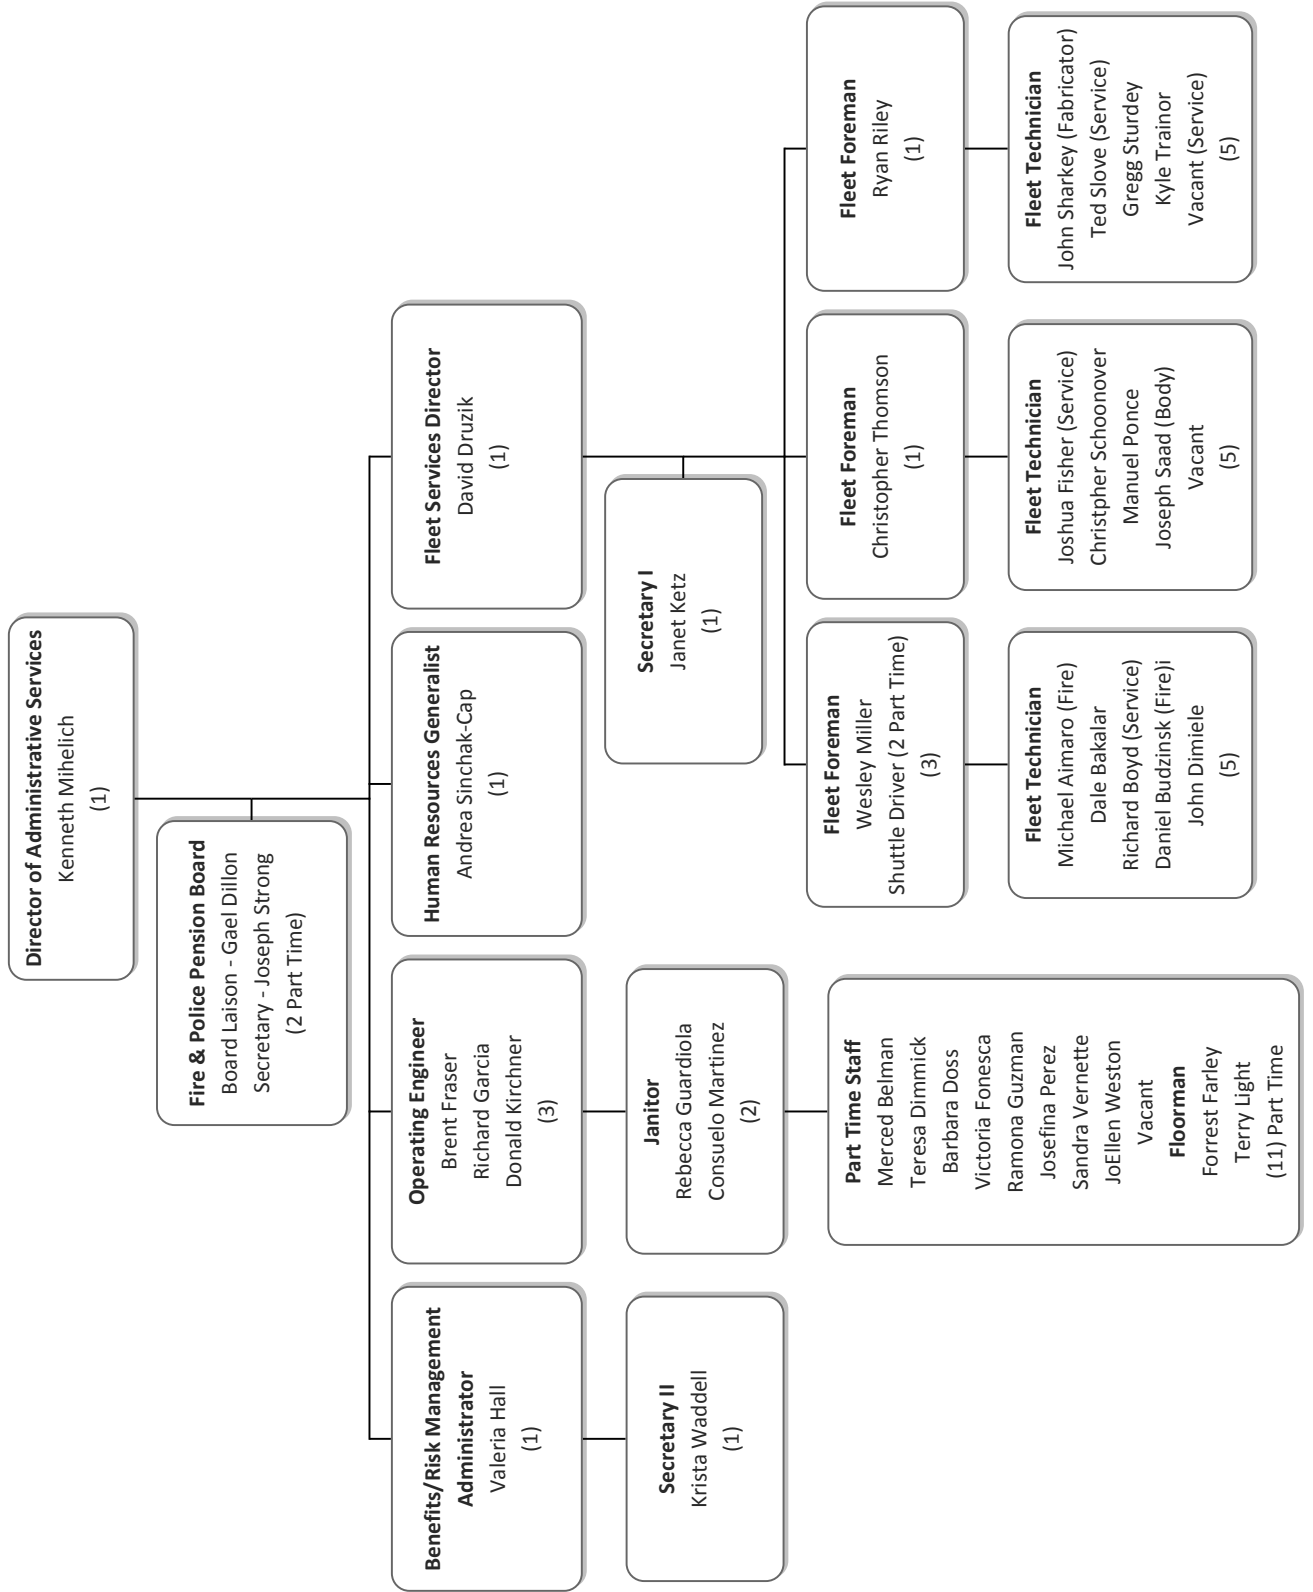 Director of Administrative Services
Kenneth Mihelich
(1)
Fire & Police Pension Board
Board Laison - Gael Dillon
Secretary - Joseph Strong
(2 Part Time)
Benefits/Risk Management
Administrator
Valeria Hall
(1)
Operating Engineer
Brent Fraser
Richard Garcia
Donald Kirchner
(3)
Human Resources Generalist
Andrea Sinchak-Cap
(1)
Fleet Services Director
David Druzik
(1)
Secretary II
Krista Waddell
(1)
Janitor
Rebecca Guardiola
Consuelo Martinez
(2)
Secretary I
Janet Ketz
(1)
Part Time Staff
Merced Belman
Teresa Dimmick
Barbara Doss
Victoria Fonesca
Ramona Guzman
Josefina Perez
Sandra Vernette
JoEllen Weston
Vacant
Floorman
Forrest Farley
Terry Light
(11) Part Time
Fleet Foreman
Wesley Miller
Shuttle Driver (2 Part Time)
(3)
Fleet Foreman
Christopher Thomson
(1)
Fleet Foreman
Ryan Riley
(1)
Fleet Technician
Michael Aimaro (Fire)
Dale Bakalar
Richard Boyd (Service)
Daniel Budzinsk (Fire)i
John Dimiele
(5)
Fleet Technician
Joshua Fisher (Service)
Christpher Schoonover
Manuel Ponce
Joseph Saad (Body)
Vacant
(5)
Fleet Technician
John Sharkey (Fabricator)
Ted Slove (Service)
Gregg Sturdey
Kyle Trainor
Vacant (Service)
(5)